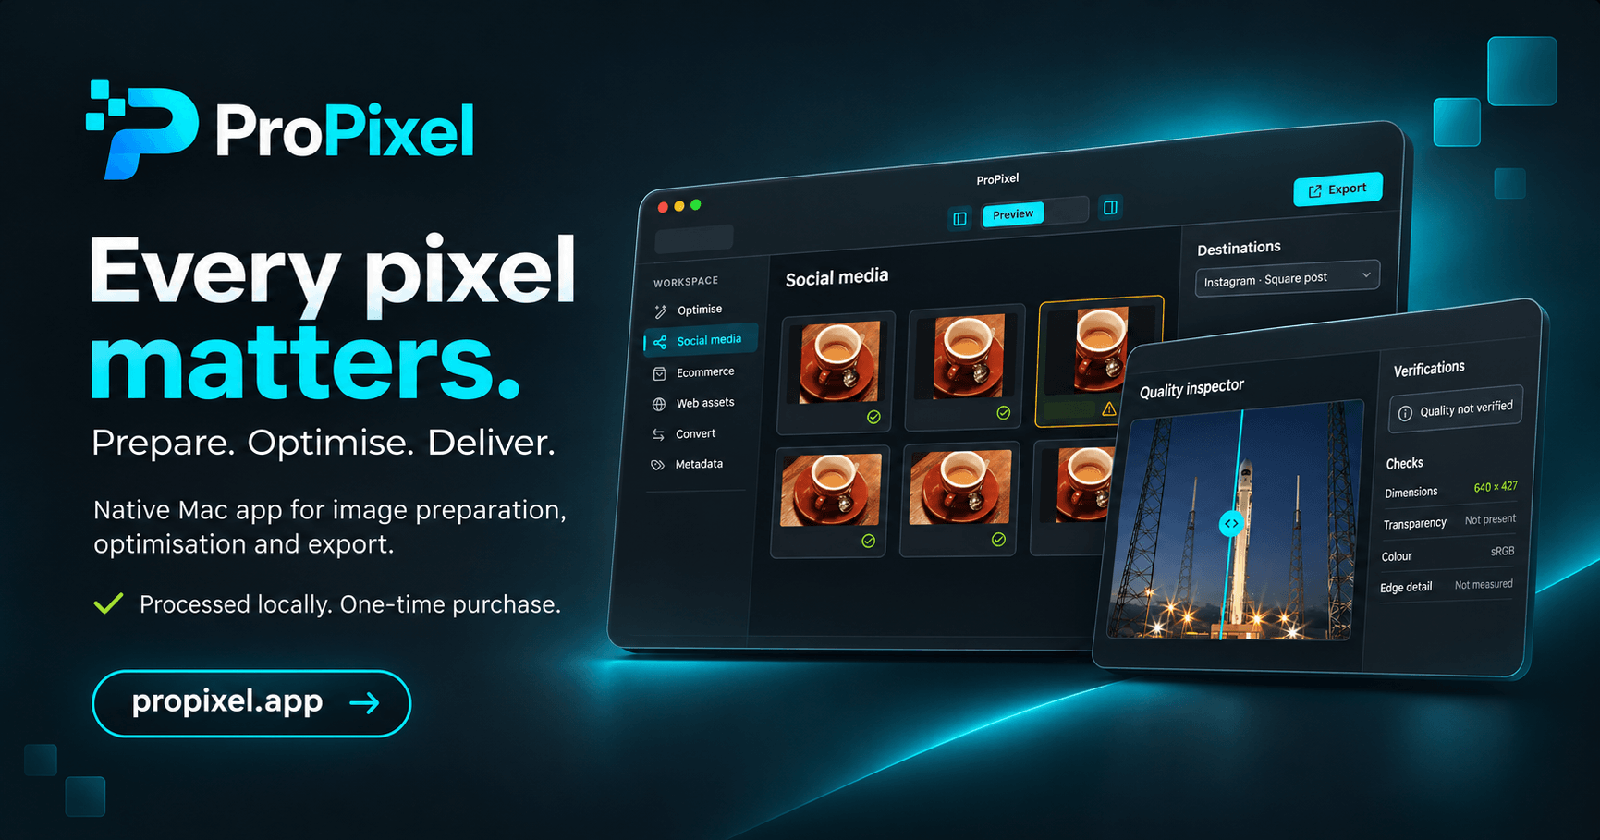 ProPixel
Every pixel
matters.
Prepare. Optimise. Deliver.
Native Mac app for image preparation,
optimisation and export.
Processed locally. One-time purchase.
propixel.app
ProPixel
Preview
Export
WORKSPACE
Optimise
Social media
Ecommerce
Web assets
Convert
Metadata
Social media
Destinations
Instagram · Square post
Quality inspector
Verifications
Quality not verified
Checks
Dimensions 640 x 427
Transparency Not present
Colour sRGB
Edge detail Not measured